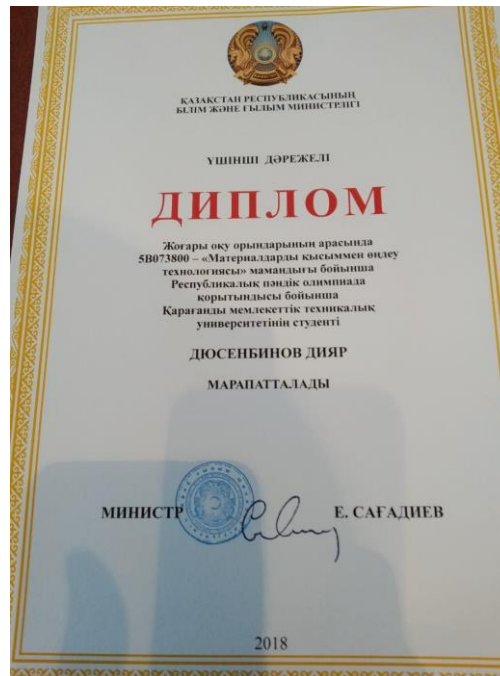 ҚАЗАҚСТАН РЕСПУБЛИКАСЫНЫҢ
БІЛІМ ЖӘНЕ ҒЫЛЫМ МИНИСТРЛІГІ
ҮШІНШІ ДӘРЕЖЕЛІ
ДИПЛОМ
Жоғары оқу орындарының арасында
5В073800 – «Материалдарды қысыммен өңдеу
технологиясы» мамандығы бойынша
Республикалық пәндік олимпиада
қорытындысы бойынша
Қарағанды мемлекеттік техникалық
университетінің студенті
ДЮСЕНБИНОВ ДИЯР
МАРАПАТТАЛАДЫ
МИНИСТР Е. САҒАДИЕВ
2018